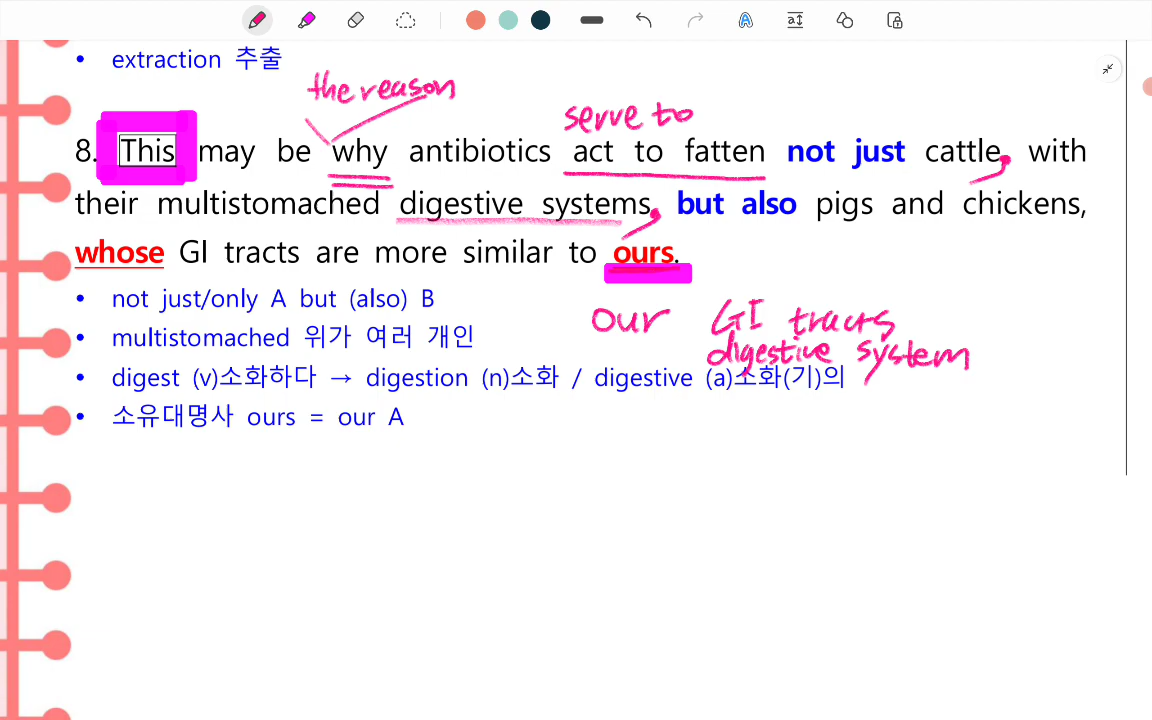 • extraction 추출
the reason
serve to
8. This may be why antibiotics act to fatten not just cattle, with
their multistomached digestive systems, but also pigs and chickens,
whose GI tracts are more similar to ours.
• not just/only A but (also) B
our GI tracts
• multistomached 위가 여러 개인
digestive system
• digest (v)소화하다 → digestion (n)소화 / digestive (a)소화(기)의
• 소유대명사 ours = our A